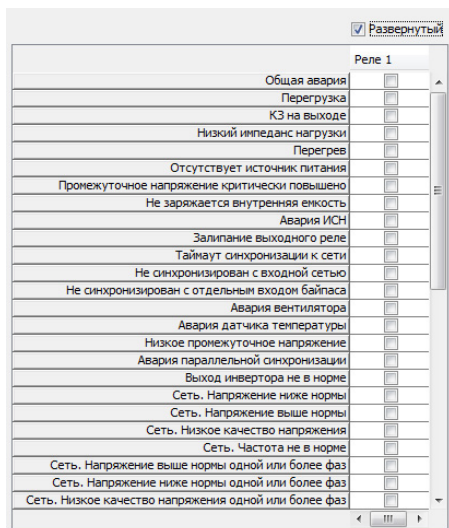 Развернутый
Реле 1
Общая авария
Перегрузка
КЗ на выходе
Низкий импеданс нагрузки
Перегрев
Отсутствует источник питания
Промежуточное напряжение критически повышено
Не заряжается внутренняя емкость
Авария ИСН
Залипание выходного реле
Таймаут синхронизации к сети
Не синхронизирован с входной сетью
Не синхронизирован с отдельным входом байпаса
Авария вентилятора
Авария датчика температуры
Низкое промежуточное напряжение
Авария параллельной синхронизации
Выход инвертора не в норме
Сеть. Напряжение ниже нормы
Сеть. Напряжение выше нормы
Сеть. Низкое качество напряжения
Сеть. Частота не в норме
Сеть. Напряжение выше нормы одной или более фаз
Сеть. Напряжение ниже нормы одной или более фаз
Сеть. Низкое качество напряжения одной или более фаз